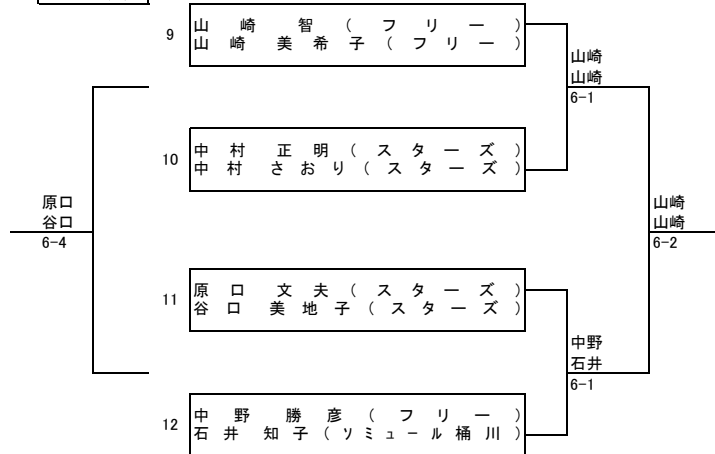 9
山崎 智(フリー)
山崎 美希子(フリー)
山崎
山崎
6-1
10
中村 正明(スターズ)
中村 さおり(スターズ)
原口
谷口
6-4
山崎
山崎
6-2
11
原口 文夫(スターズ)
谷口 美地子(スターズ)
中野
石井
6-1
12
中野 勝彦(フリー)
石井 知子(ソミュール桶川)